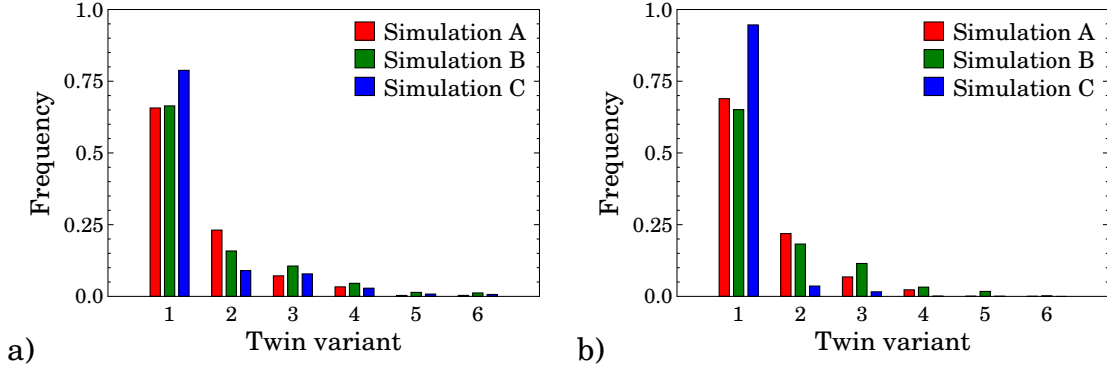 1.0
0.75
0.5
0.25
0.0
Frequency
Simulation A
Simulation B
Simulation C
1 2 3 4 5 6
Twin variant
a)
1.0
0.75
0.5
0.25
0.0
Frequency
Simulation A
Simulation B
Simulation C
1 2 3 4 5 6
Twin variant
b)